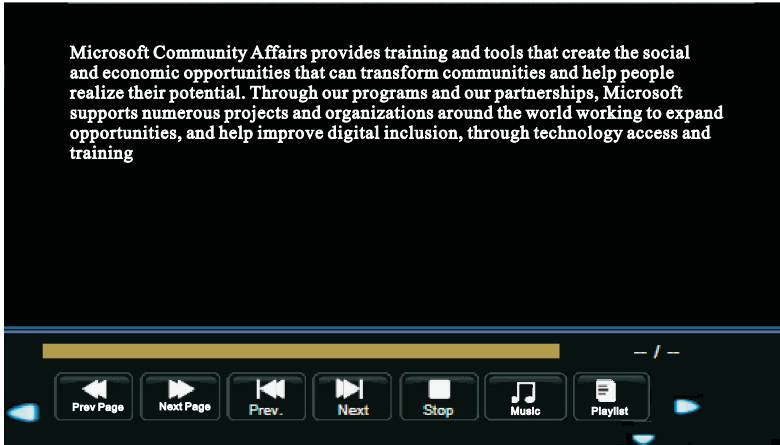 Microsoft Community Affairs provides training and tools that create the social
and economic opportunities that can transform communities and help people
realize their potential. Through our programs and our partnerships, Microsoft
supports numerous projects and organizations around the world working to expand
opportunities, and help improve digital inclusion, through technology access and
training
-- / --
Prev Page Next Page Prev. Next Stop Music Playlist